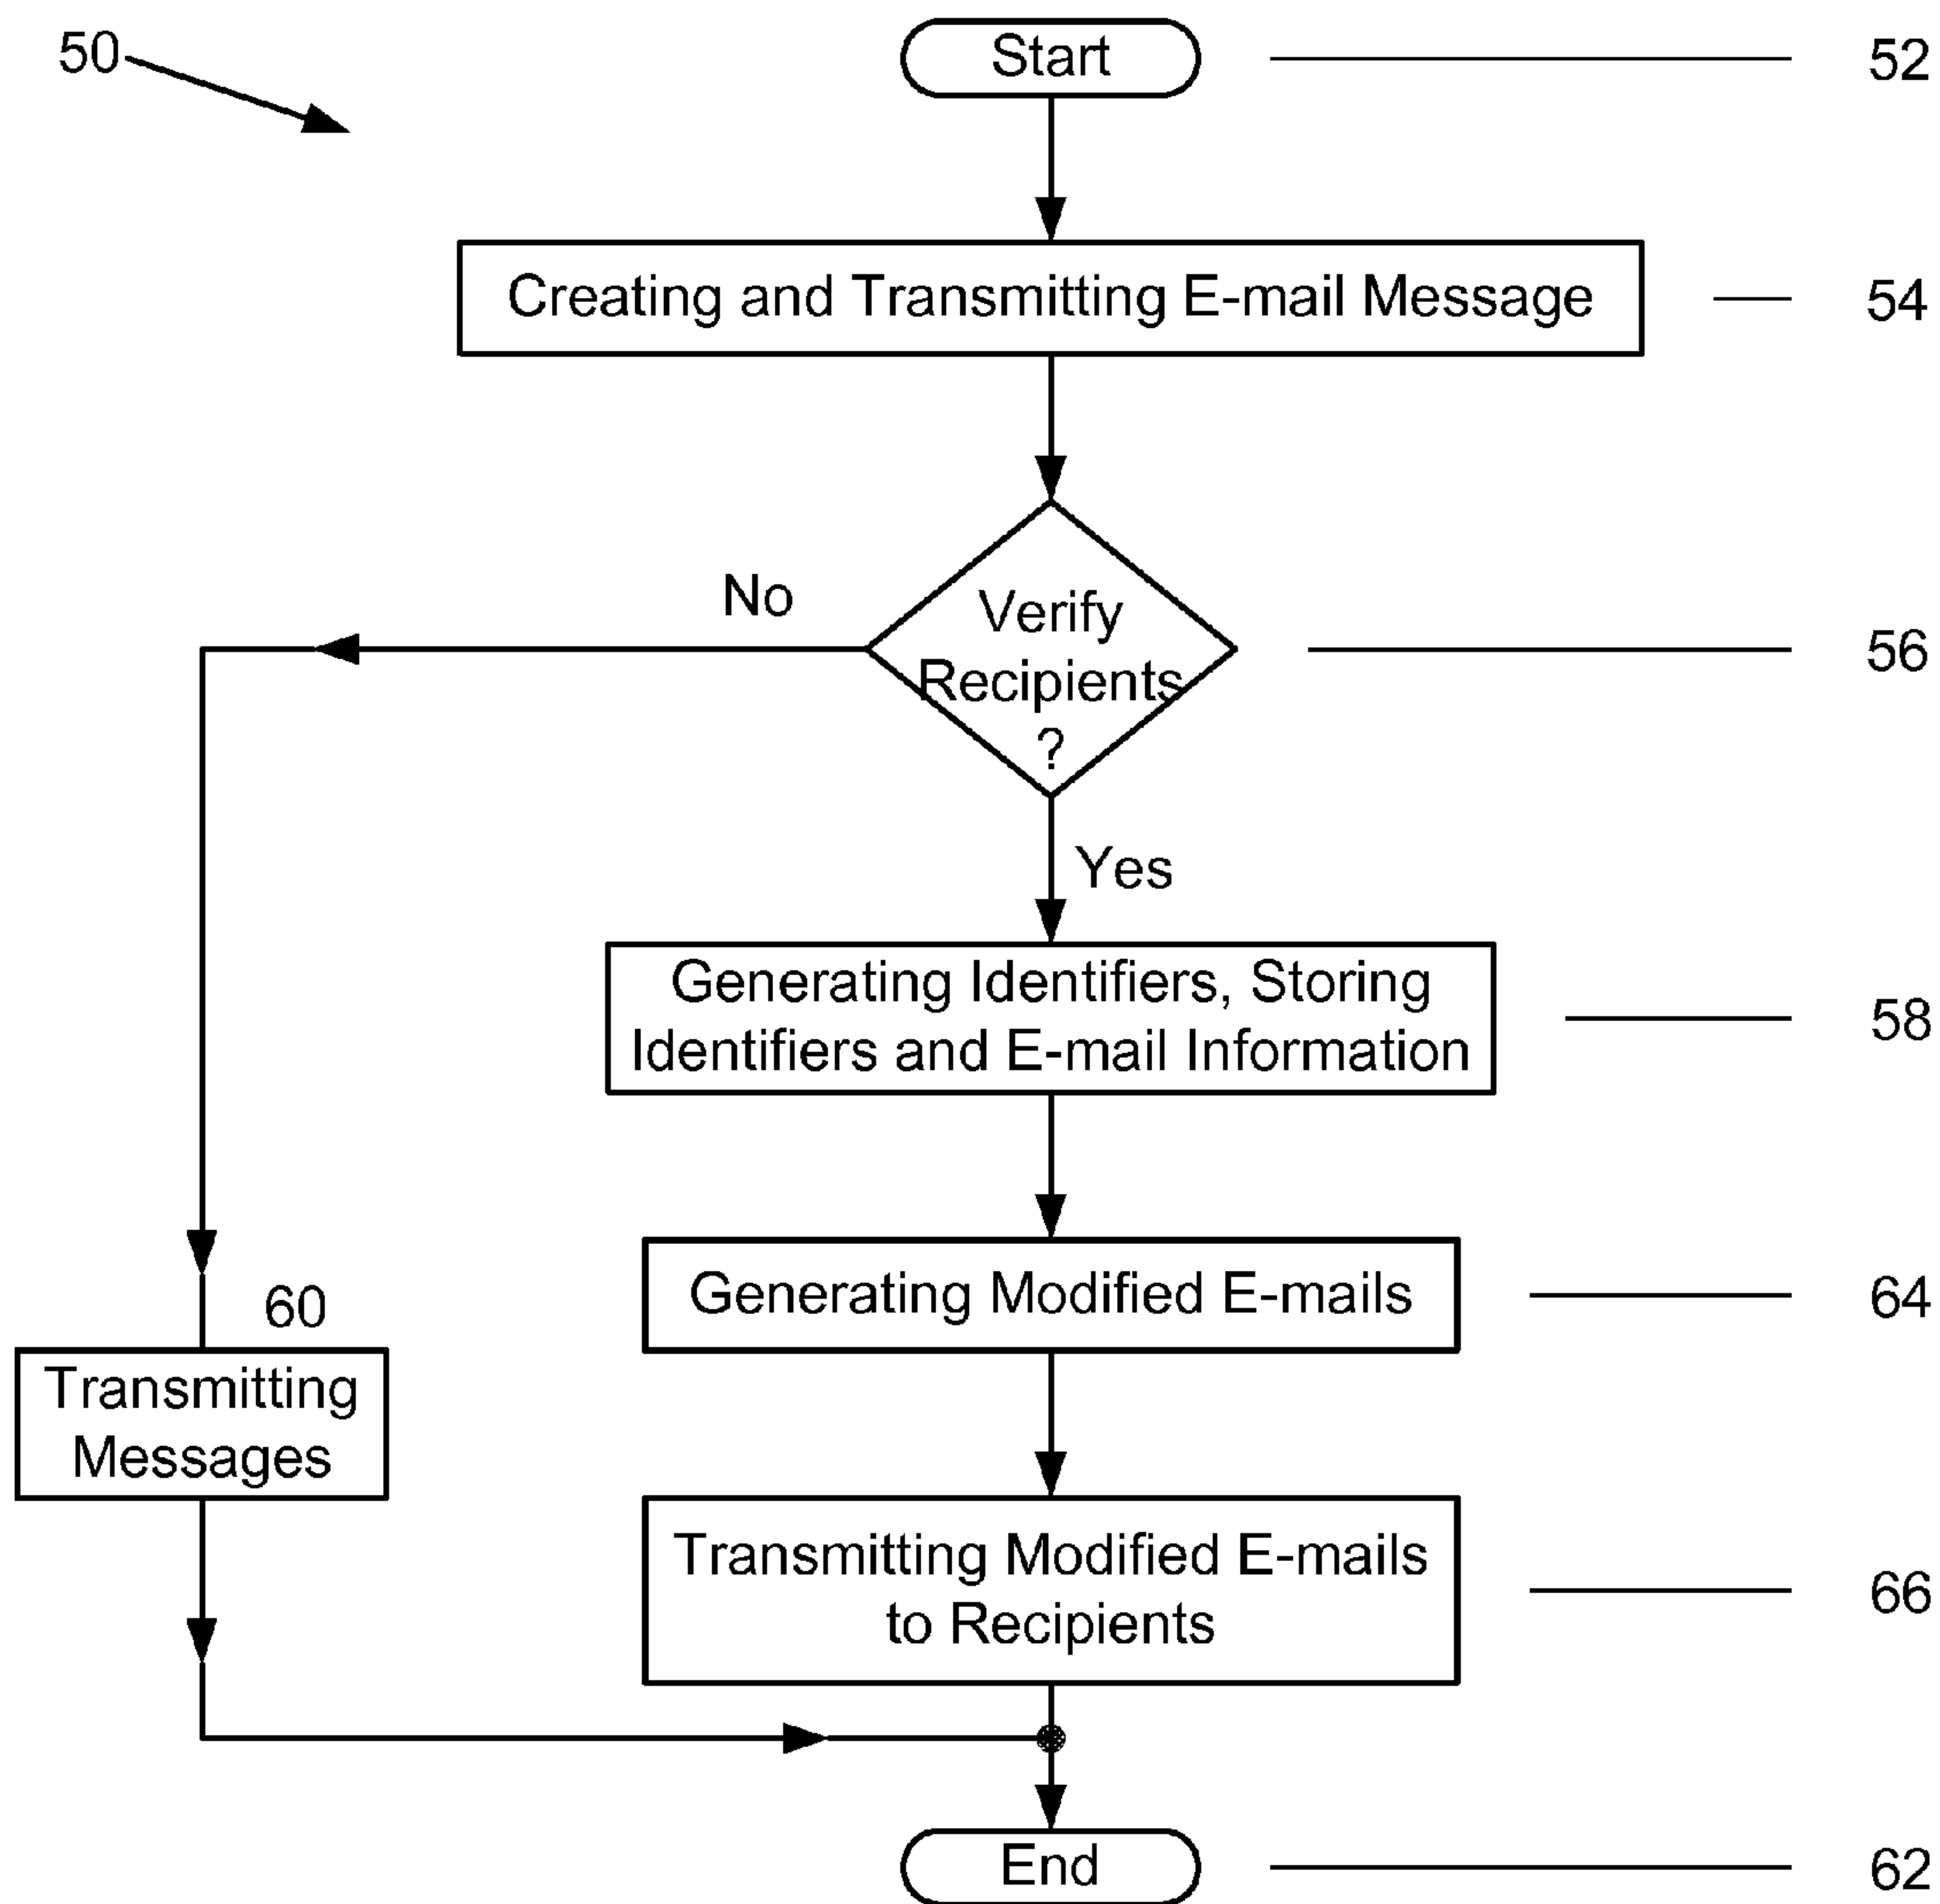 50
Start
52
Creating and Transmitting E-mail Message
54
No
Verify
Recipients
?
56
Yes
Generating Identifiers, Storing
Identifiers and E-mail Information
58
Generating Modified E-mails
64
60
Transmitting
Messages
Transmitting Modified E-mails
to Recipients
66
End
62